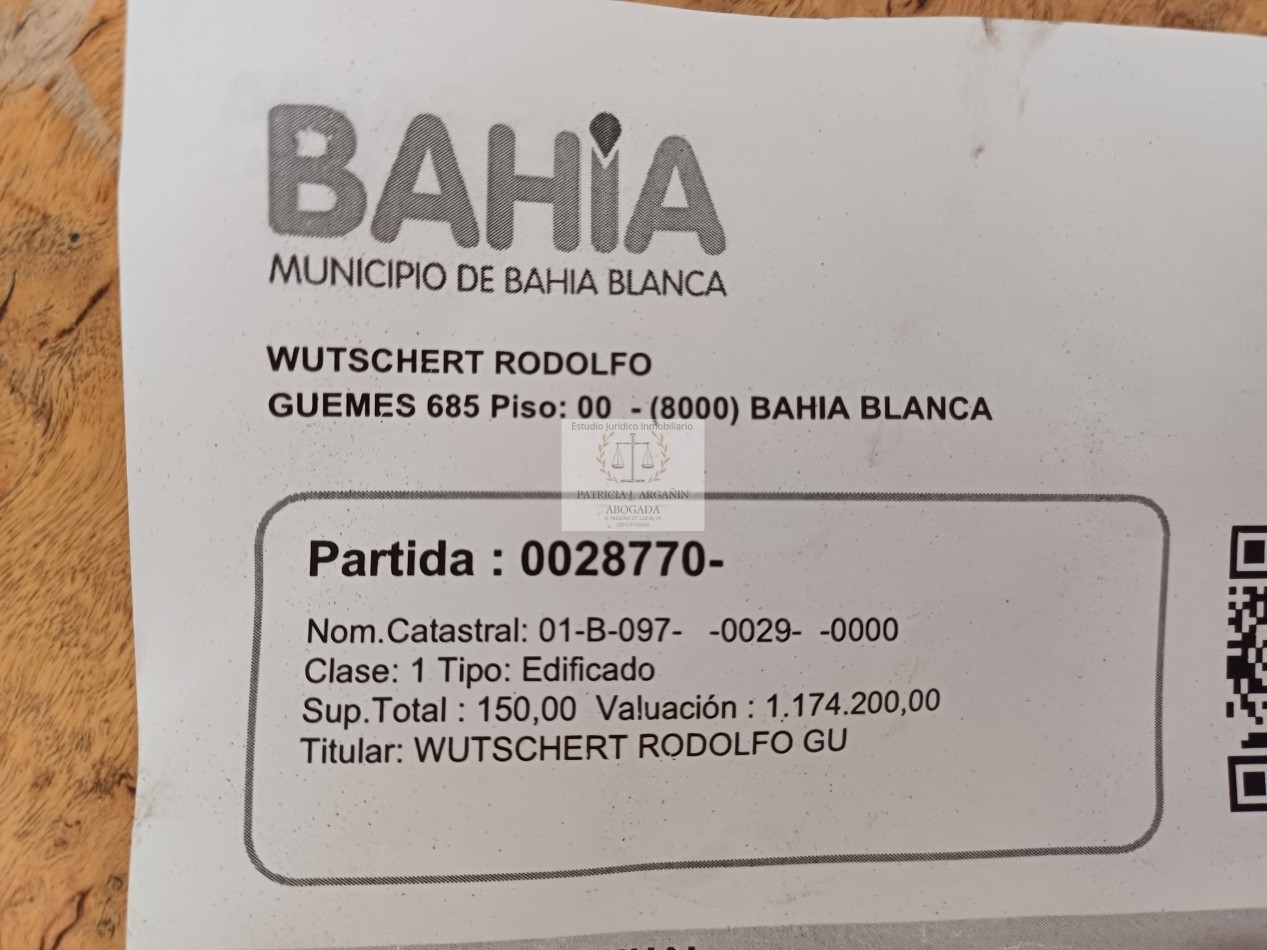 BAHIA
MUNICIPIO DE BAHIA BLANCA
WUTSCHERT RODOLFO
GUEMES 685 Piso: 00 - (8000) BAHIA BLANCA
Estudio Jurídico Inmobiliario
PATRICIA J. ARGAÑIN
ABOGADA
Partida : 0028770-
Nom.Catastral: 01-B-097- -0029- -0000
Clase: 1 Tipo: Edificado
Sup.Total : 150,00 Valuación : 1.174.200,00
Titular: WUTSCHERT RODOLFO GU